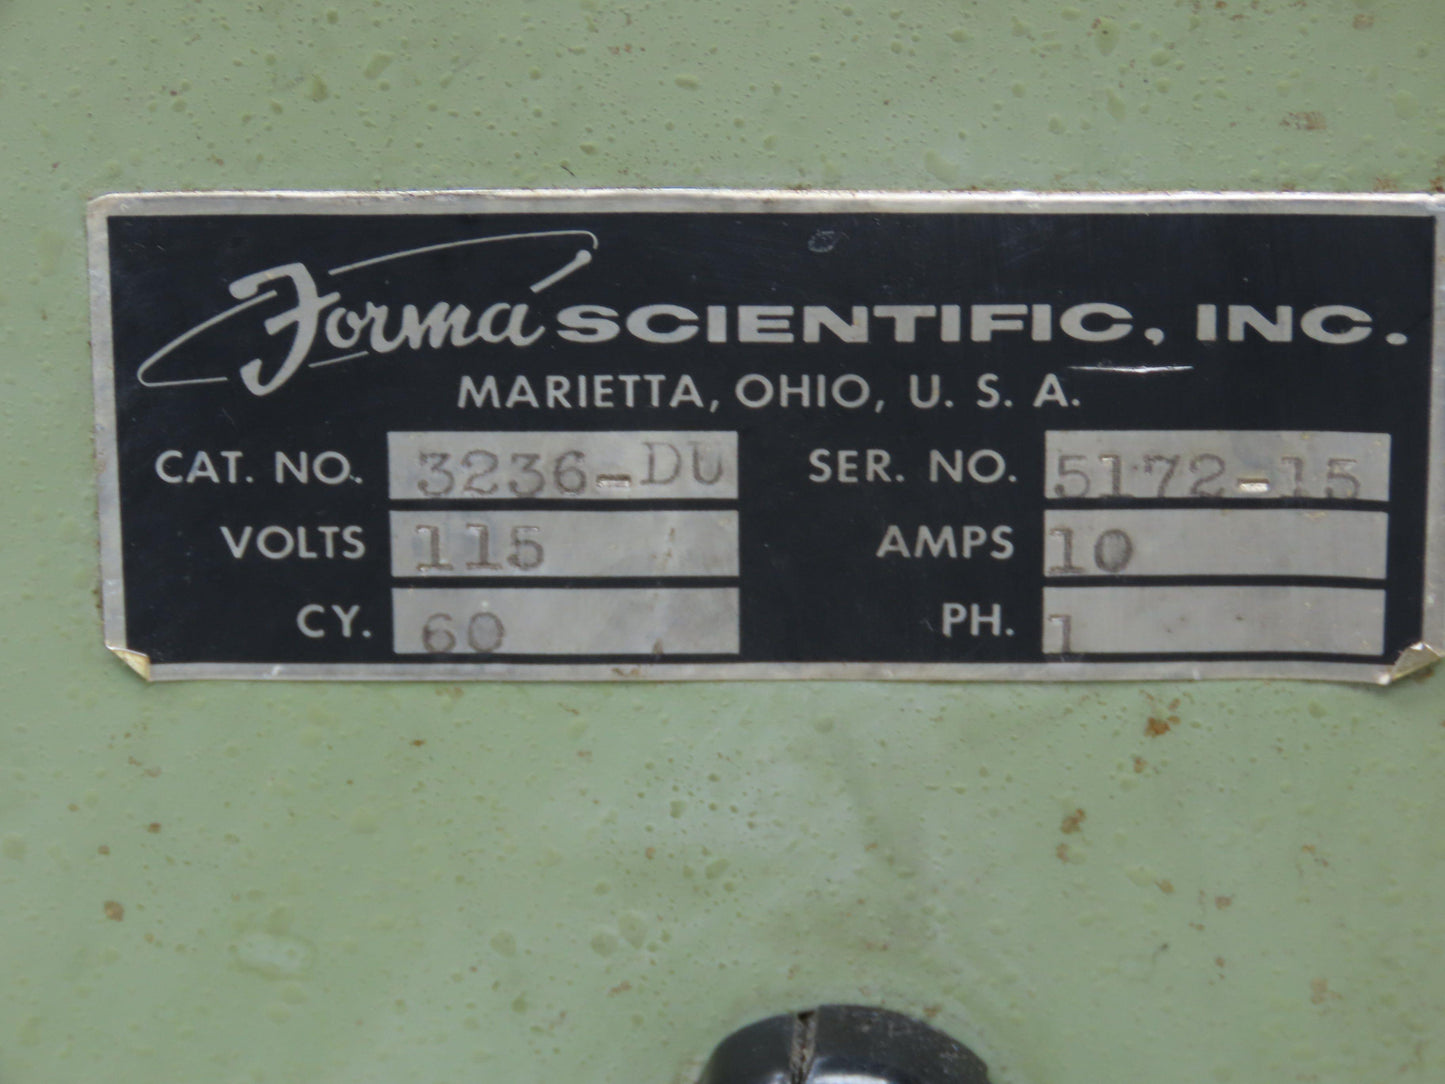 Forma SCIENTIFIC, INC.
MARIETTA, OHIO, U. S. A.
CAT. NO. 3236-DU SER. NO. 5172-15
VOLTS 115 AMPS 10
CY. 60 PH. 1